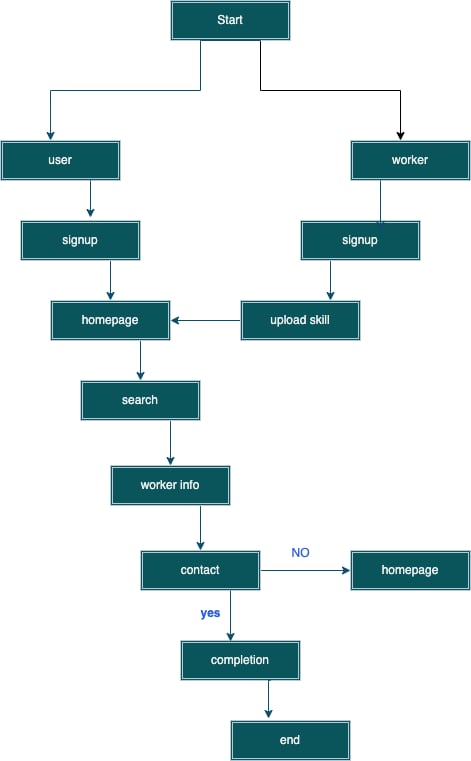 Start
user
worker
signup
signup
homepage
upload skill
search
worker info
contact
NO
homepage
yes
completion
end